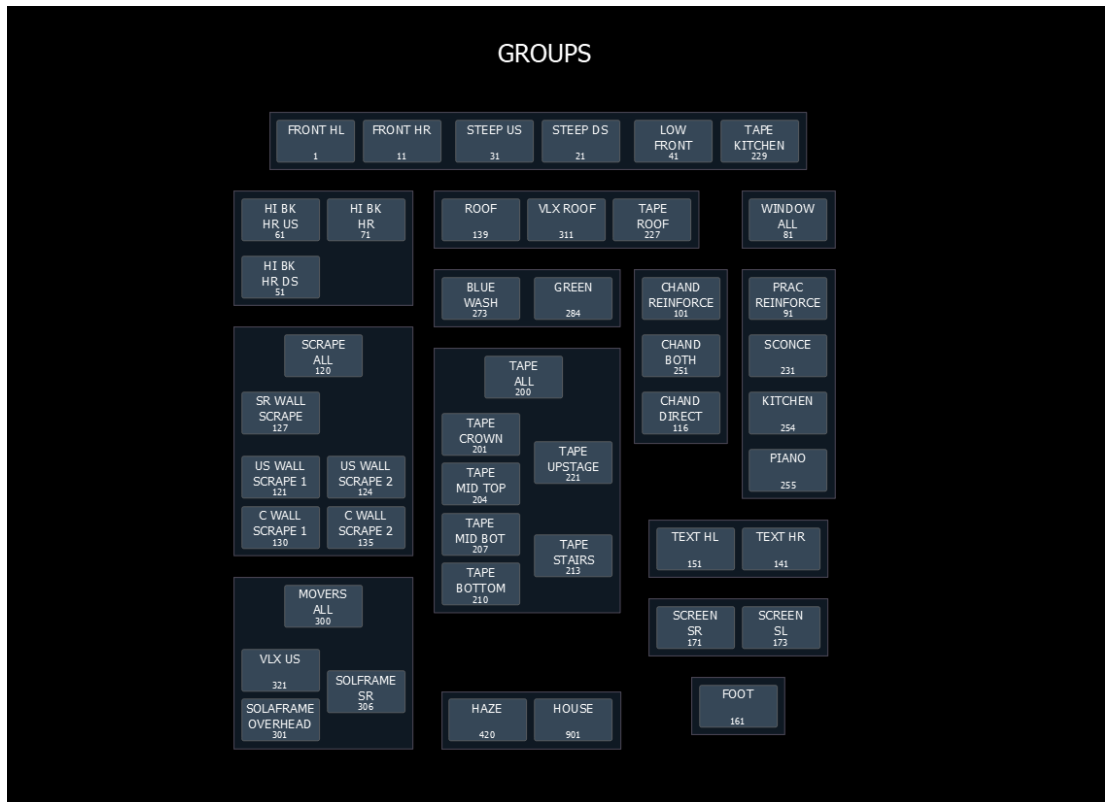 GROUPS
FRONT HL
1
FRONT HR
11
STEEP US
31
STEEP DS
21
LOW
FRONT
41
TAPE
KITCHEN
229
HI BK
HR US
61
HI BK
HR
71
HI BK
HR DS
51
ROOF
139
VLX ROOF
311
TAPE
ROOF
227
WINDOW
ALL
81
BLUE
WASH
273
GREEN
284
CHAND
REINFORCE
101
CHAND
BOTH
251
CHAND
DIRECT
116
PRAC
REINFORCE
91
SCONCE
231
KITCHEN
254
PIANO
255
SCRAPE
ALL
120
SR WALL
SCRAPE
127
US WALL
SCRAPE 1
121
US WALL
SCRAPE 2
124
C WALL
SCRAPE 1
130
C WALL
SCRAPE 2
135
TAPE
ALL
200
TAPE
CROWN
201
TAPE
MID TOP
204
TAPE
MID BOT
207
TAPE
BOTTOM
210
TAPE
UPSTAGE
221
TAPE
STAIRS
213
TEXT HL
151
TEXT HR
141
SCREEN
SR
171
SCREEN
SL
173
MOVERS
ALL
300
VLX US
321
SOLFRAME
SR
306
SOLAFRAME
OVERHEAD
301
HAZE
420
HOUSE
901
FOOT
161